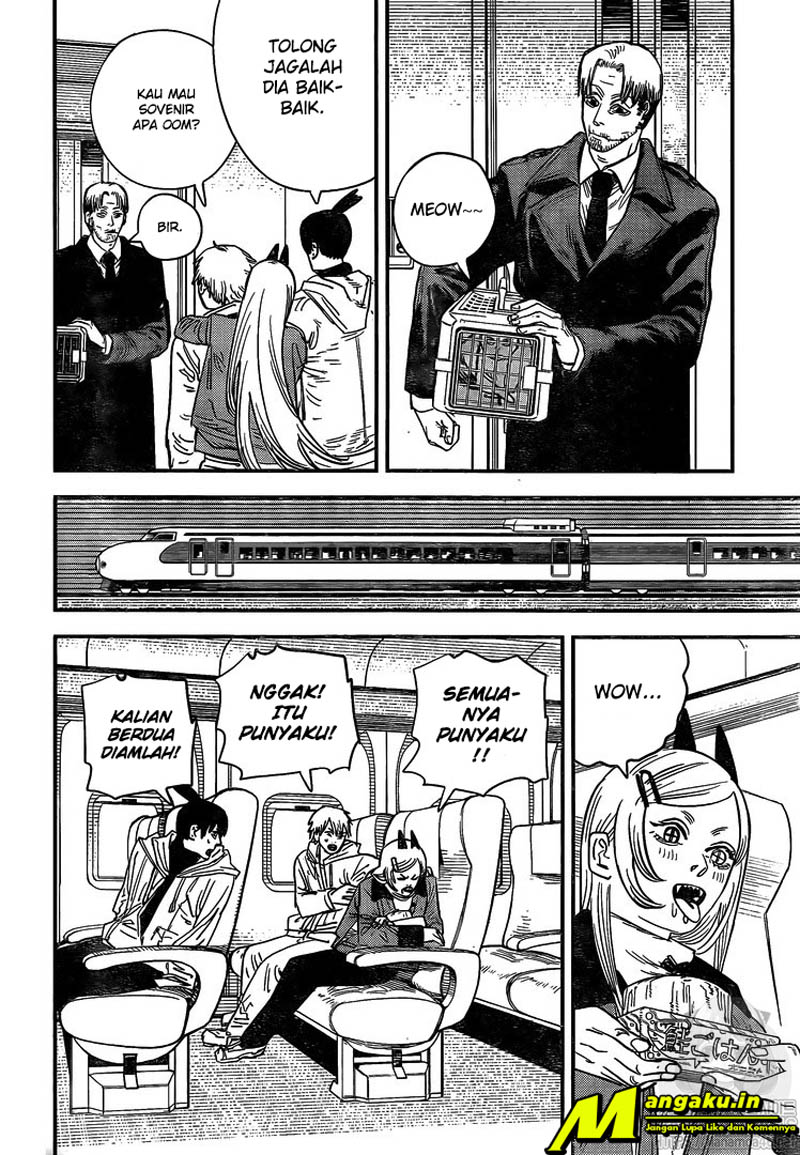 TOLONG
JAGALAH
DIA BAIK-
BAIK.
KAU MAU
SOVENIR
APA OOM?
BIR.
MEOW~~
KALIAN
BERDUA
DIAMLAH!
NGGAK!
ITU
PUNYAKU!
SEMUA-
NYA
PUNYAKU
!!
WOW...
Mangaku.in
Jangan Lupa Like dan Komennya